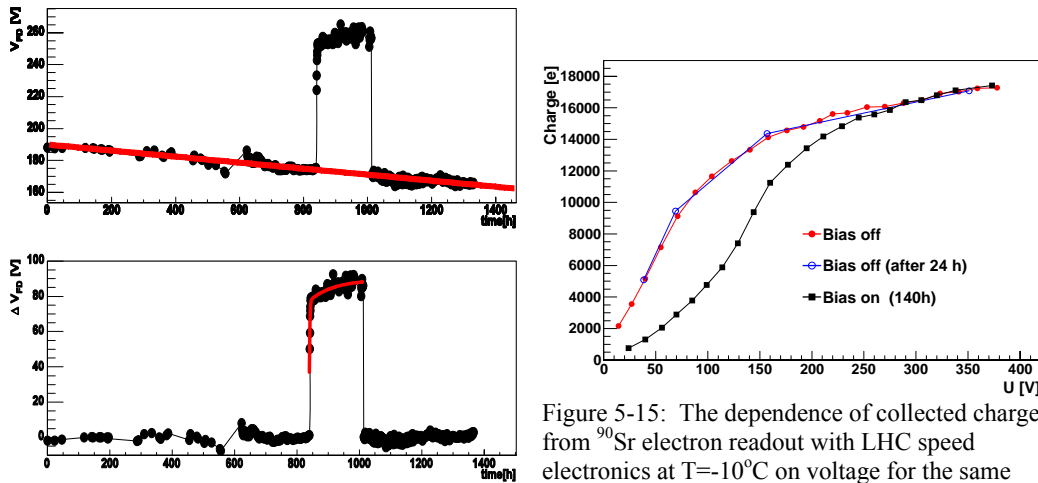 V_FD [V]
280
260
240
220
200
180
160
0 200 400 600 800 1000 1200 1400
time[h]
Δ V_FD [V]
100
80
60
40
20
0
0 200 400 600 800 1000 1200 1400
time[h]
Charge [e]
18000
16000
14000
12000
10000
8000
6000
4000
2000
0
0 50 100 150 200 250 300 350 400
U [V]
Bias off
Bias off (after 24 h)
Bias on (140h)
Figure 5-15: The dependence of collected charge
from ⁹⁰Sr electron readout with LHC speed
electronics at T=-10°C on voltage for the same